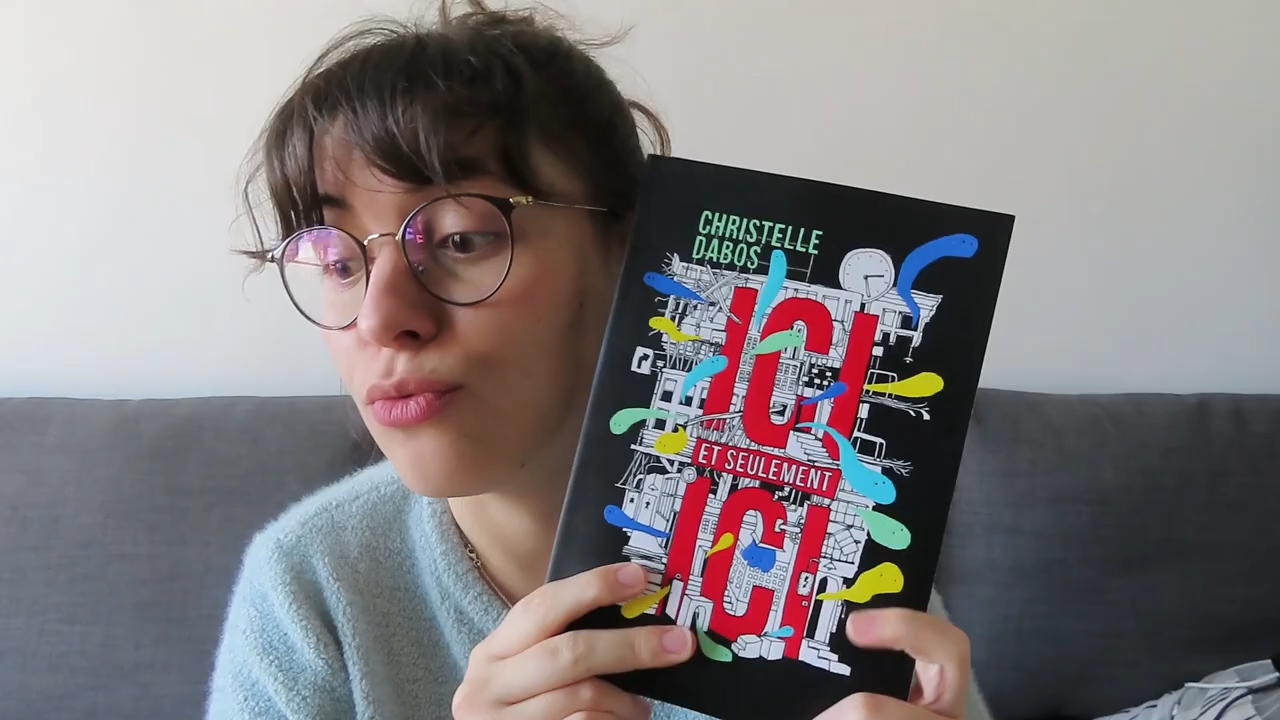 CHRISTELLE
DABOS
ICI
ET SEULEMENT
ICI